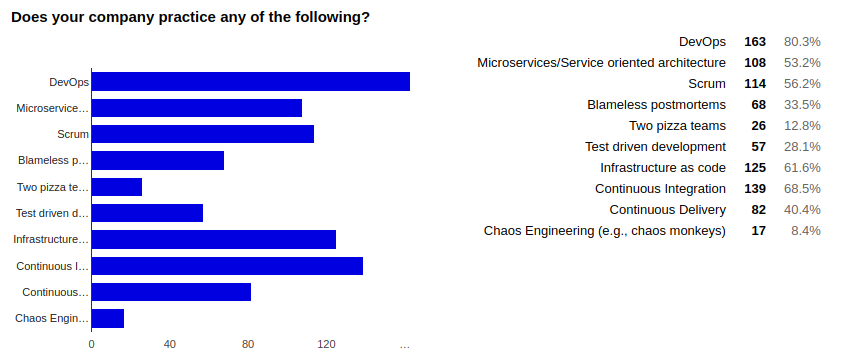 Does your company practice any of the following?
DevOps
Microservice...
Scrum
Blameless p...
Two pizza te...
Test driven d...
Infrastructure...
Continuous I...
Continuous...
Chaos Engin...
0 40 80 120 ...
DevOps 163 80.3%
Microservices/Service oriented architecture 108 53.2%
Scrum 114 56.2%
Blameless postmortems 68 33.5%
Two pizza teams 26 12.8%
Test driven development 57 28.1%
Infrastructure as code 125 61.6%
Continuous Integration 139 68.5%
Continuous Delivery 82 40.4%
Chaos Engineering (e.g., chaos monkeys) 17 8.4%